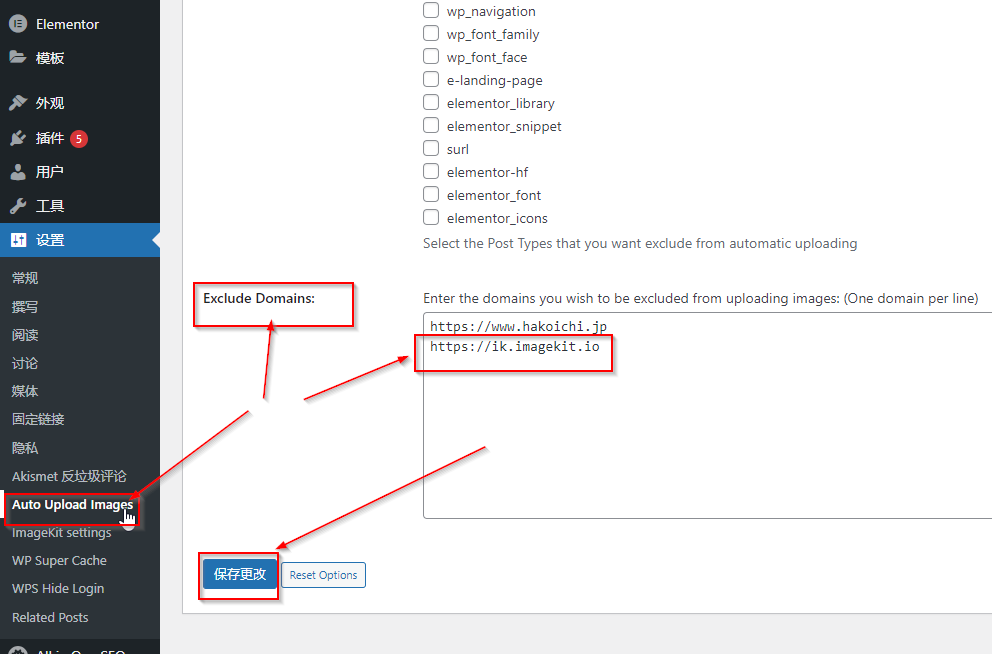 Elementor
模板
外观
插件 5
用户
工具
设置
常规
撰写
阅读
讨论
媒体
固定链接
隐私
Akismet 反垃圾评论
Auto Upload Images
ImageKit settings
WP Super Cache
WPS Hide Login
Related Posts
wp_navigation
wp_font_family
wp_font_face
e-landing-page
elementor_library
elementor_snippet
surl
elementor-hf
elementor_font
elementor_icons
Select the Post Types that you want exclude from automatic uploading
Exclude Domains:
Enter the domains you wish to be excluded from uploading images: (One domain per line)
https://www.hakoichi.jp
https://ik.imagekit.io
保存更改
Reset Options